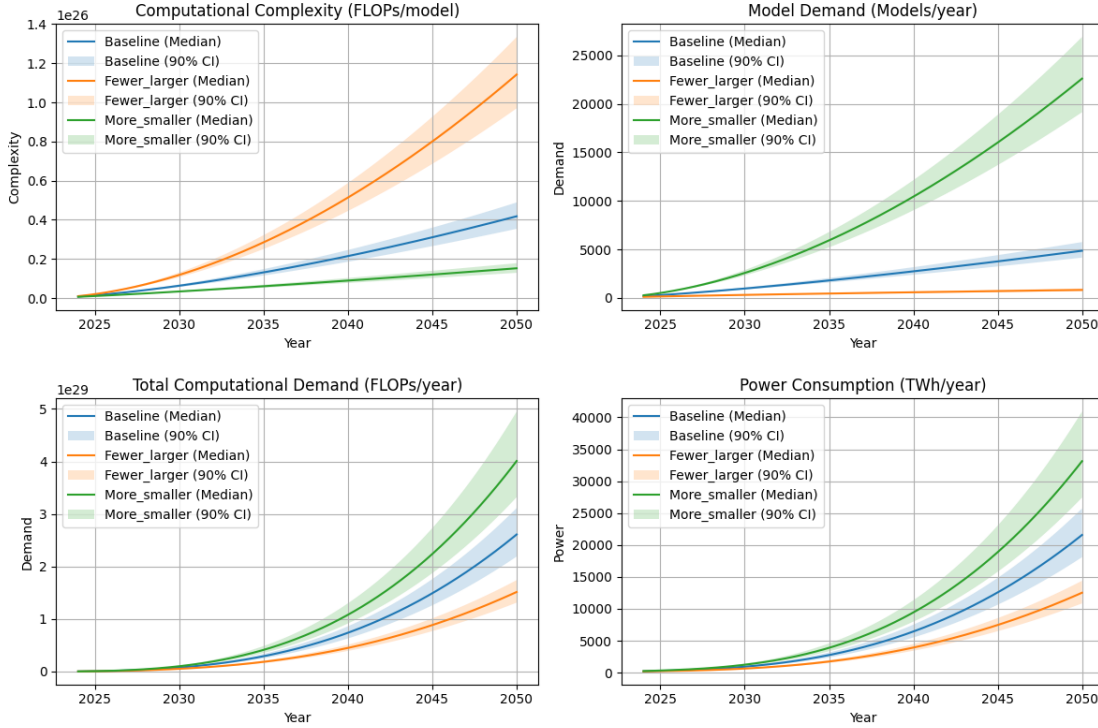 Computational Complexity (FLOPs/model)
1e26
1.4
1.2
1.0
0.8
0.6
0.4
0.2
0.0
Complexity
Baseline (Median)
Baseline (90% CI)
Fewer_larger (Median)
Fewer_larger (90% CI)
More_smaller (Median)
More_smaller (90% CI)
2025 2030 2035 2040 2045 2050
Year
Model Demand (Models/year)
25000
20000
15000
10000
5000
0
Demand
Baseline (Median)
Baseline (90% CI)
Fewer_larger (Median)
Fewer_larger (90% CI)
More_smaller (Median)
More_smaller (90% CI)
2025 2030 2035 2040 2045 2050
Year
Total Computational Demand (FLOPs/year)
1e29
5
4
3
2
1
0
Demand
Baseline (Median)
Baseline (90% CI)
Fewer_larger (Median)
Fewer_larger (90% CI)
More_smaller (Median)
More_smaller (90% CI)
2025 2030 2035 2040 2045 2050
Year
Power Consumption (TWh/year)
40000
35000
30000
25000
20000
15000
10000
5000
0
Power
Baseline (Median)
Baseline (90% CI)
Fewer_larger (Median)
Fewer_larger (90% CI)
More_smaller (Median)
More_smaller (90% CI)
2025 2030 2035 2040 2045 2050
Year